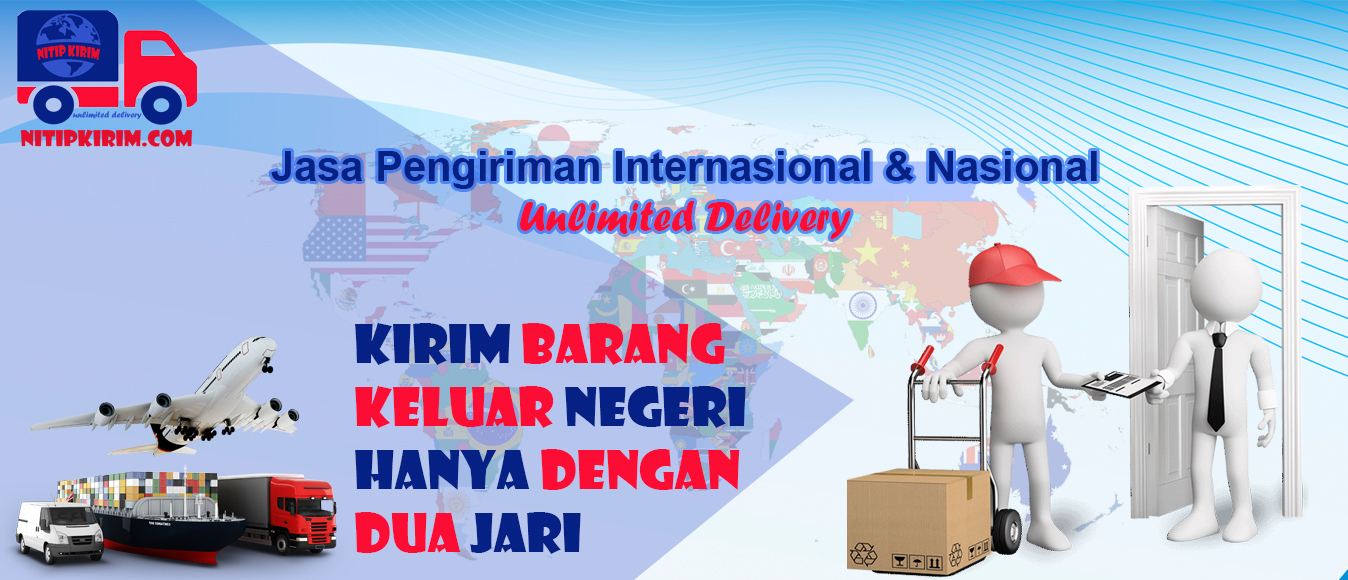 NITIP KIRIM
unlimited delivery
NITIPKIRIM.COM
Jasa Pengiriman Internasional & Nasional
Unlimited Delivery
KIRIM BARANG
KELUAR NEGERI
HANYA DENGAN
DUA JARI